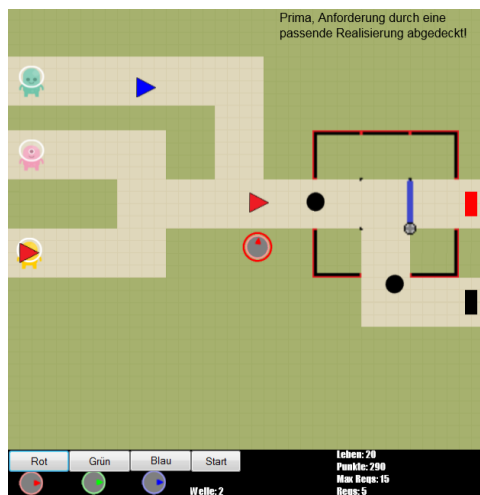 Prima, Anforderung durch eine
passende Realisierung abgedeckt!
Rot
Grün
Blau
Start
Leben: 20
Punkte: 290
Max Reqs: 15
Welle: 2
Reqs: 5